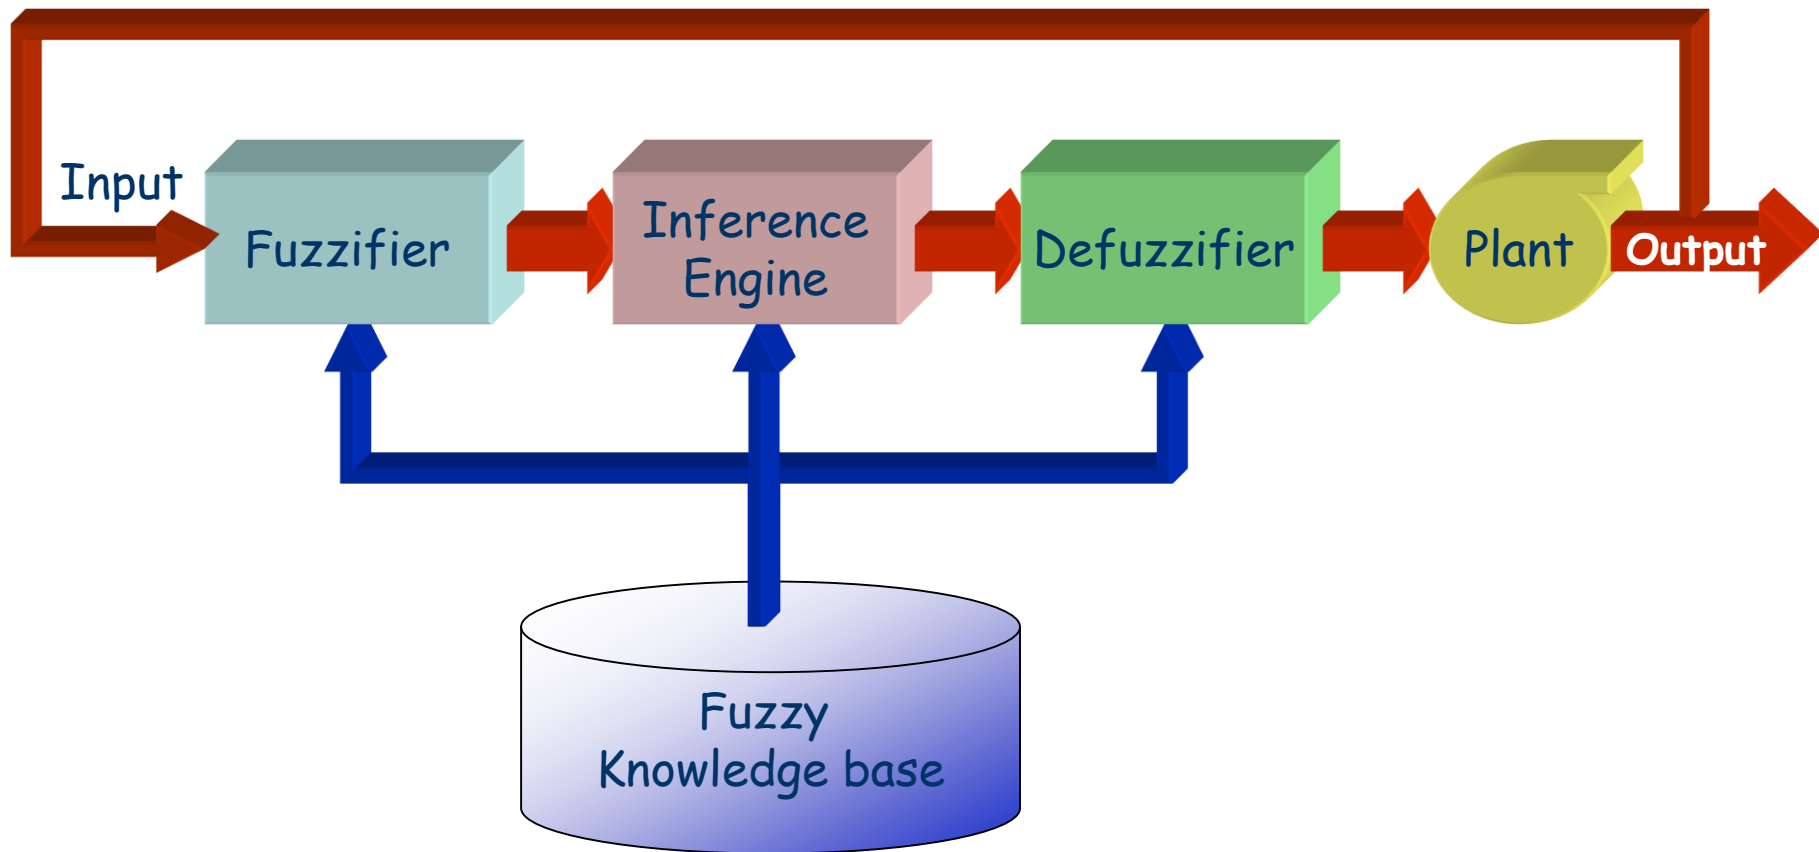 Input
Fuzzifier
Inference
Engine
Defuzzifier
Plant
Output
Fuzzy
Knowledge base